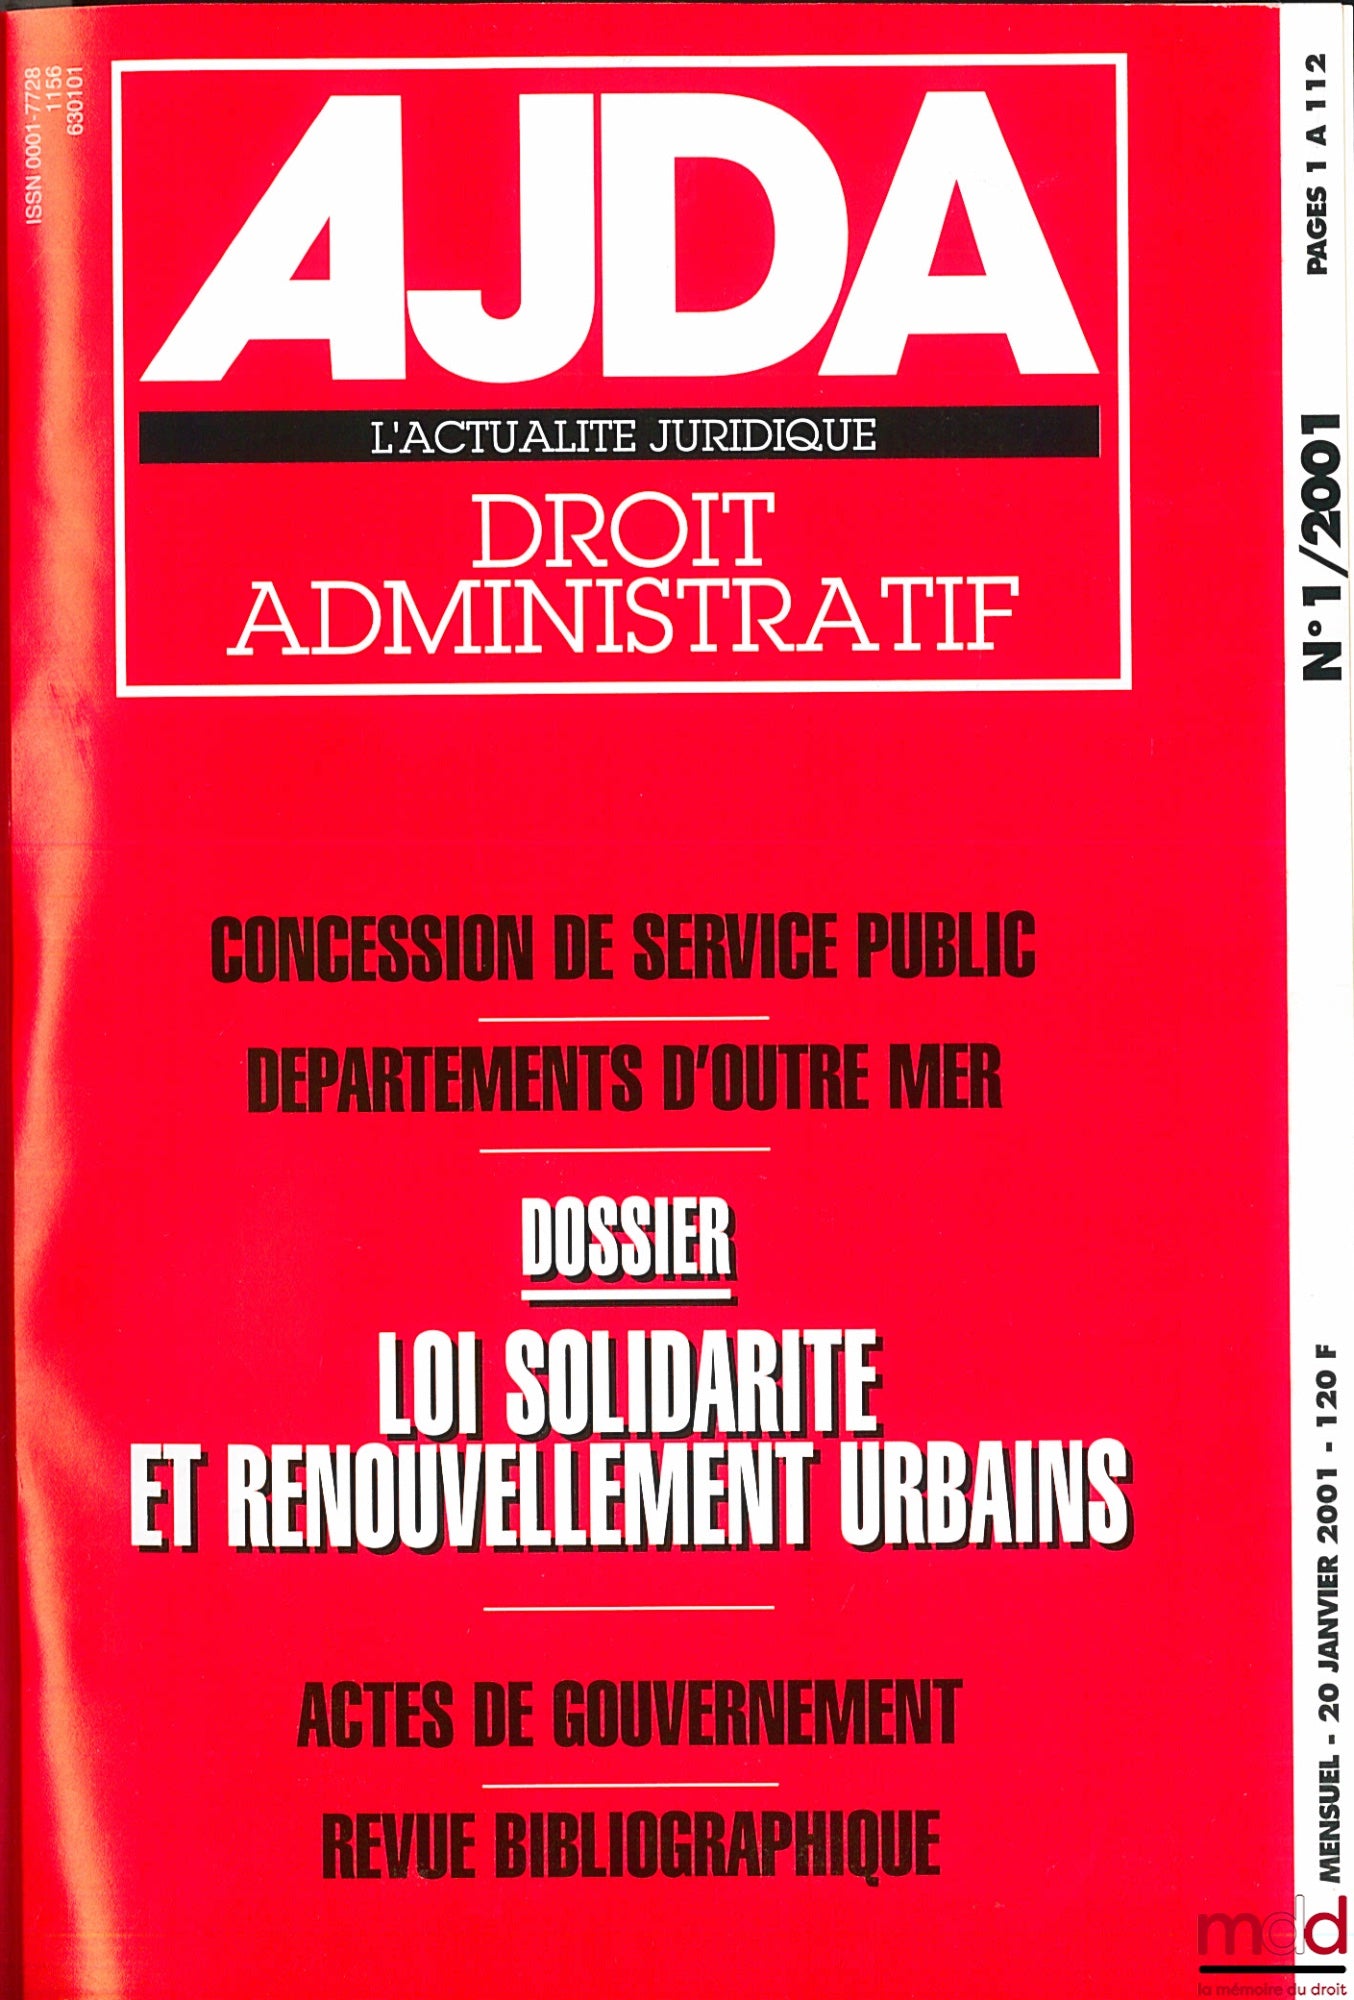 ISSN 0001-7728
1156
630101
AJDA
L'ACTUALITE JURIDIQUE
DROIT
ADMINISTRATIF
PAGES 1 A 112
N° 1/2001
MENSUEL - 20 JANVIER 2001 - 120 F
CONCESSION DE SERVICE PUBLIC
DEPARTEMENTS D'OUTRE MER
DOSSIER
LOI SOLIDARITE
ET RENOUVELLEMENT URBAINS
ACTES DE GOUVERNEMENT
REVUE BIBLIOGRAPHIQUE
mdd
la mémoire du droit